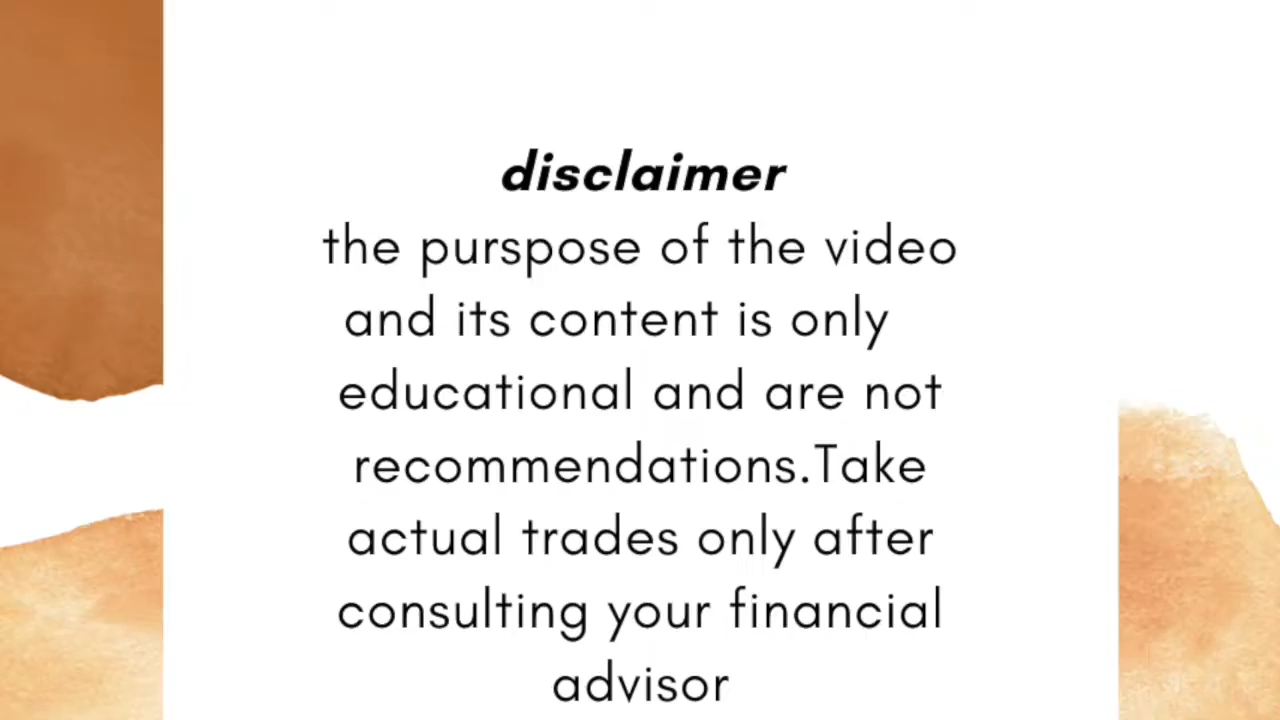 disclaimer
the purspose of the video
and its content is only
educational and are not
recommendations.Take
actual trades only after
consulting your financial
advisor